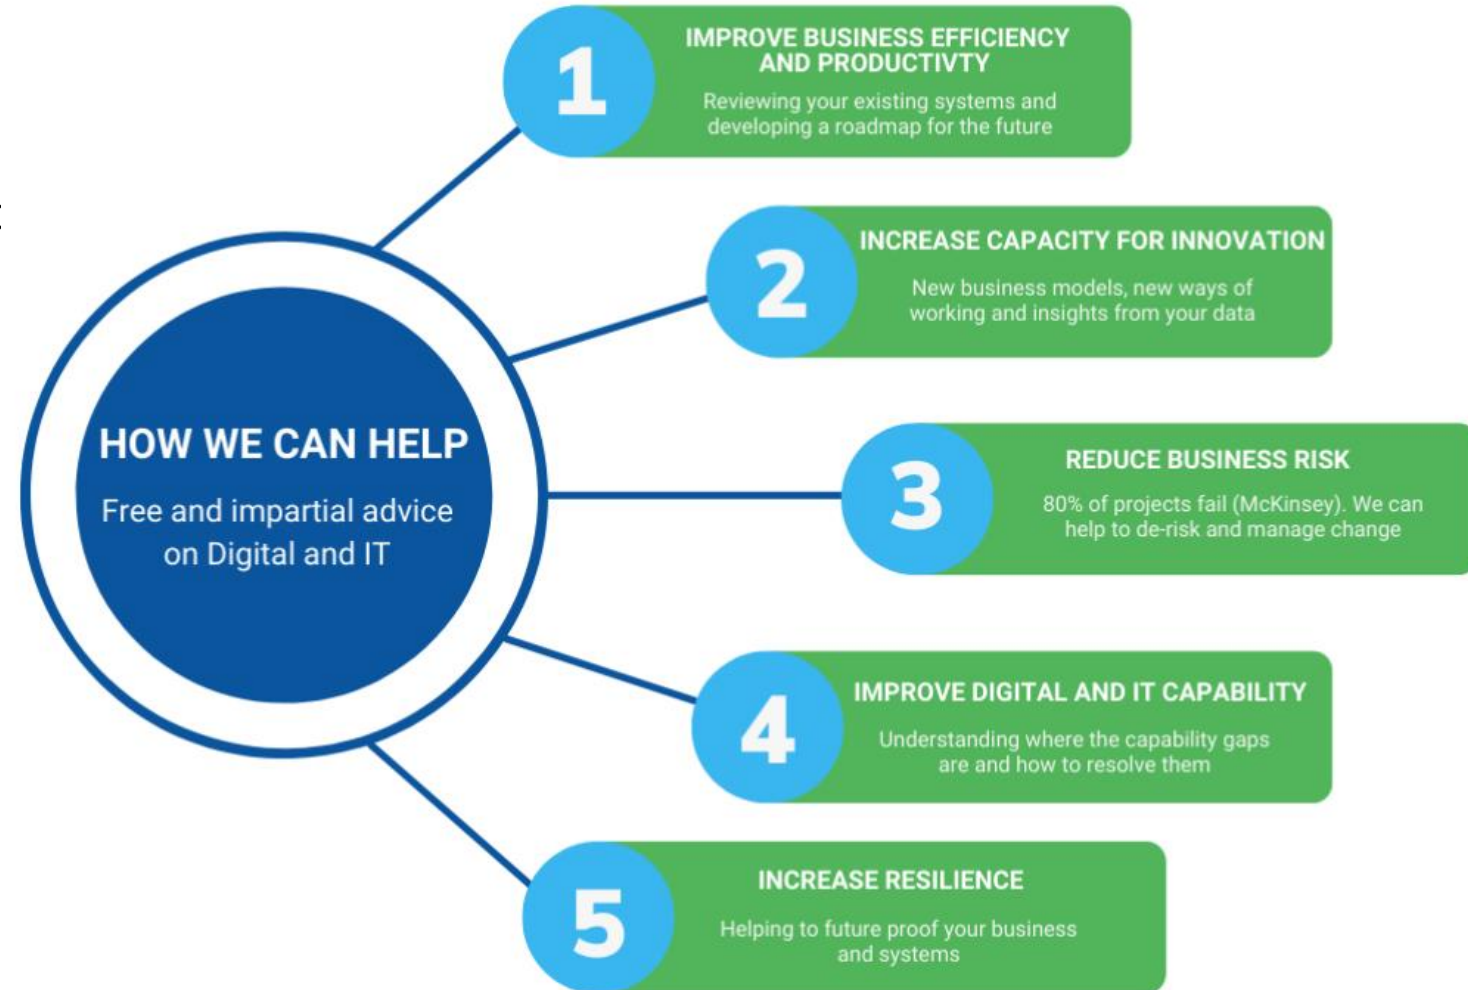 HOW WE CAN HELP
Free and impartial advice
on Digital and IT
1
IMPROVE BUSINESS EFFICIENCY
AND PRODUCTIVTY
Reviewing your existing systems and
developing a roadmap for the future
2
INCREASE CAPACITY FOR INNOVATION
New business models, new ways of
working and insights from your data
3
REDUCE BUSINESS RISK
80% of projects fail (McKinsey). We can
help to de-risk and manage change
4
IMPROVE DIGITAL AND IT CAPABILITY
Understanding where the capability gaps
are and how to resolve them
5
INCREASE RESILIENCE
Helping to future proof your business
and systems